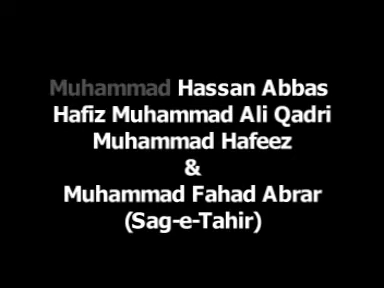 Muhammad Hassan Abbas
Hafiz Muhammad Ali Qadri
Muhammad Hafeez
&
Muhammad Fahad Abrar
(Sag-e-Tahir)